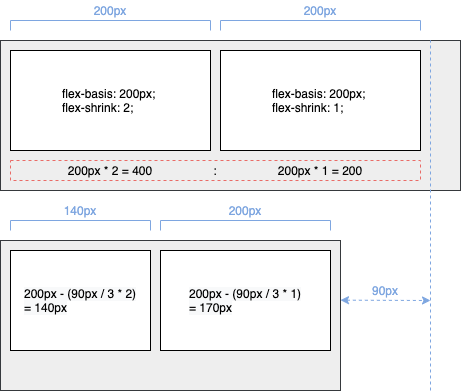 200px
200px
flex-basis: 200px;
flex-shrink: 2;
flex-basis: 200px;
flex-shrink: 1;
200px * 2 = 400
:
200px * 1 = 200
140px
200px
200px - (90px / 3 * 2)
= 140px
200px - (90px / 3 * 1)
= 170px
90px